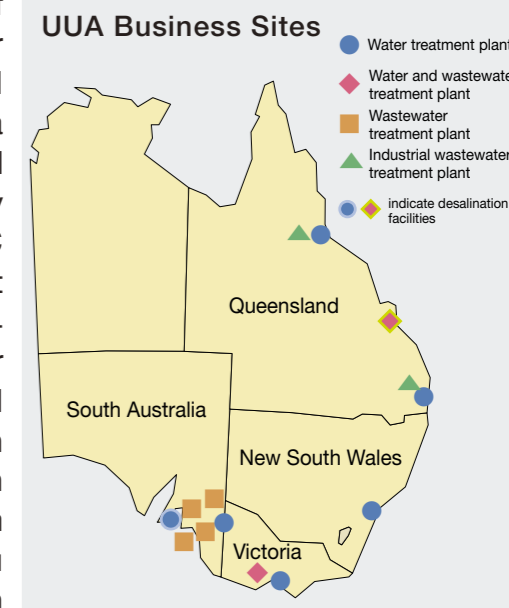 UUA Business Sites
Water treatment plant
Water and wastewate
treatment plant
Wastewater
treatment plant
Industrial wastewater
treatment plant
indicate desalination
facilities
Queensland
South Australia
New South Wales
Victoria